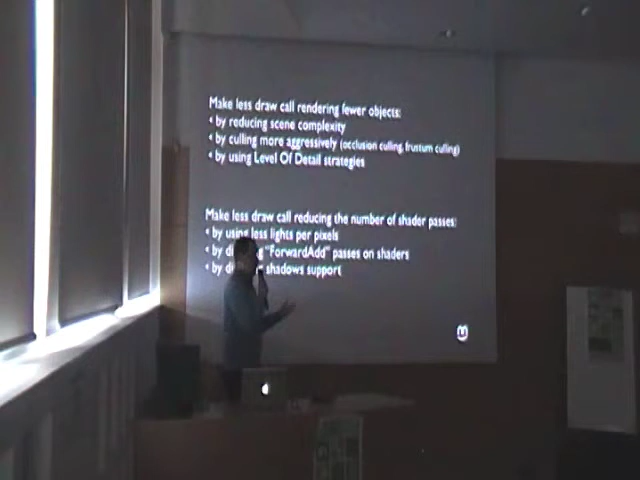 Make less draw call rendering fewer objects:
• by reducing scene complexity
• by culling more aggressively (occlusion culling, frustum culling)
• by using Level Of Detail strategies
Make less draw call reducing the number of shader passes:
• by using less lights per pixels
• by "ForwardAdd" passes on shaders
• by shadows support